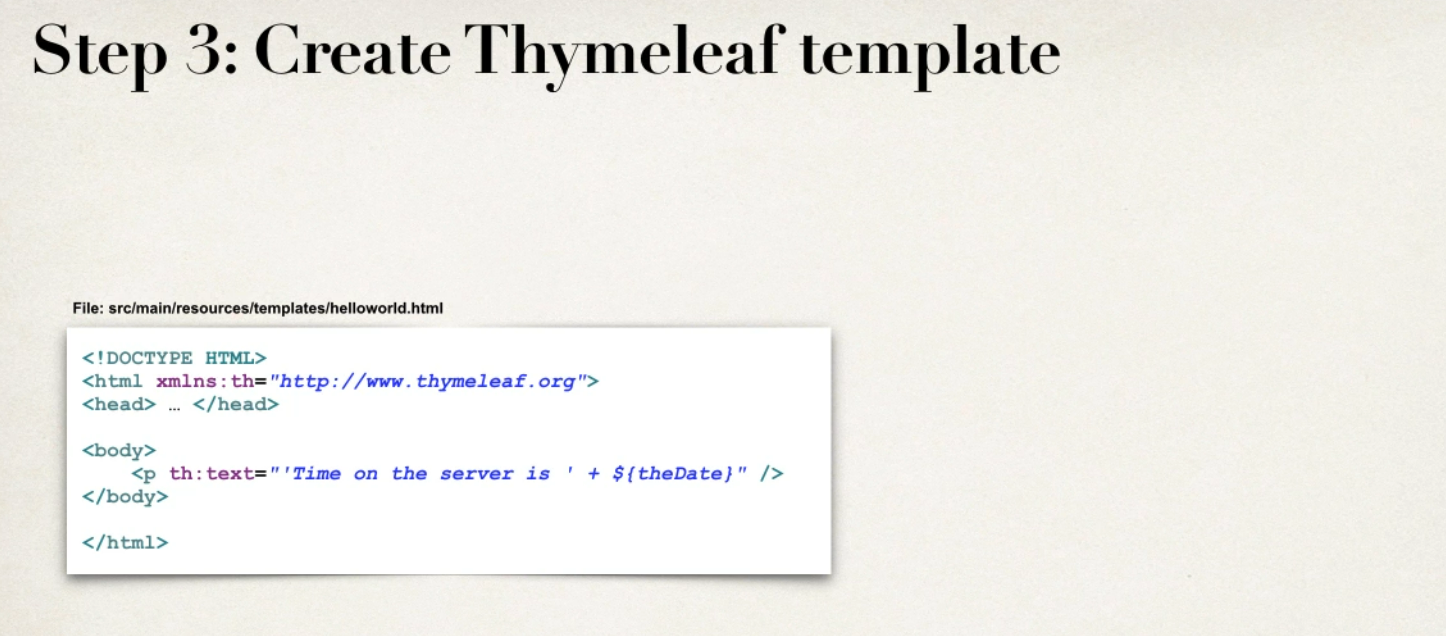 Step 3: Create Thymeleaf template
File: src/main/resources/templates/helloworld.html
<!DOCTYPE HTML>
<html xmlns:th="http://www.thymeleaf.org">
<head> … </head>
<body>
<p th:text="'Time on the server is ' + ${theDate}" />
</body>
</html>